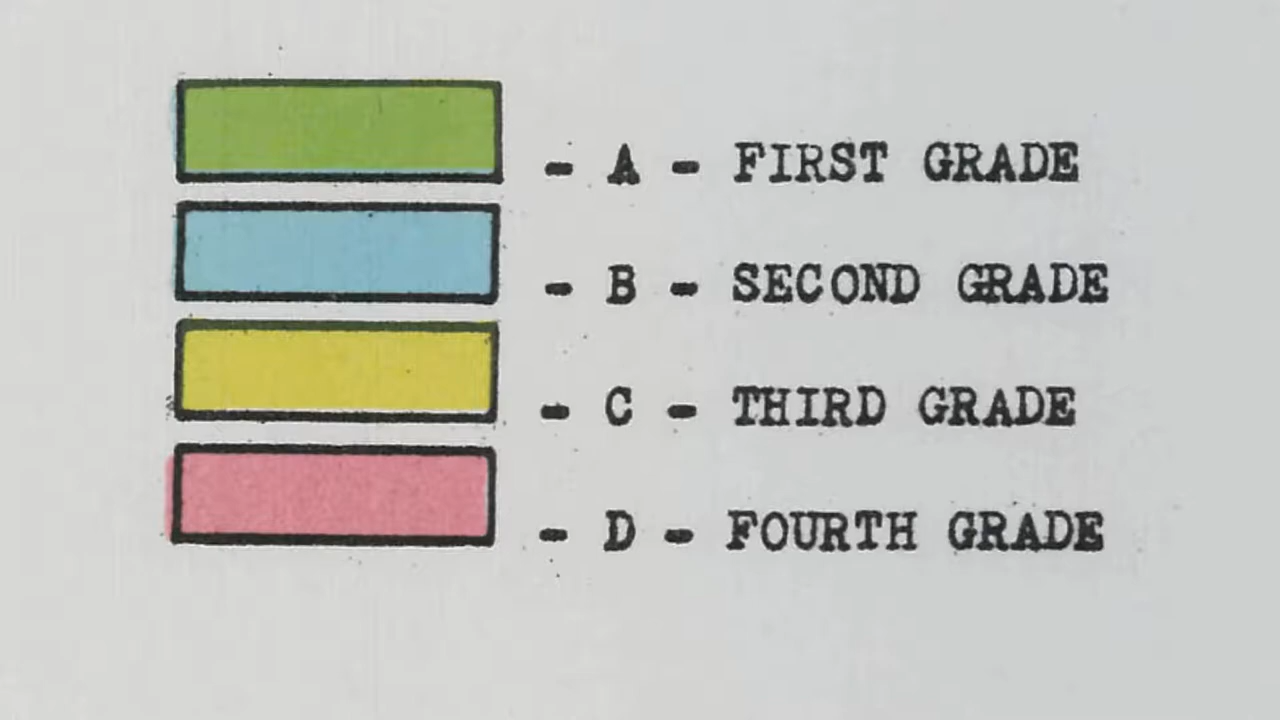 - A - FIRST GRADE
- B - SECOND GRADE
- C - THIRD GRADE
- D - FOURTH GRADE